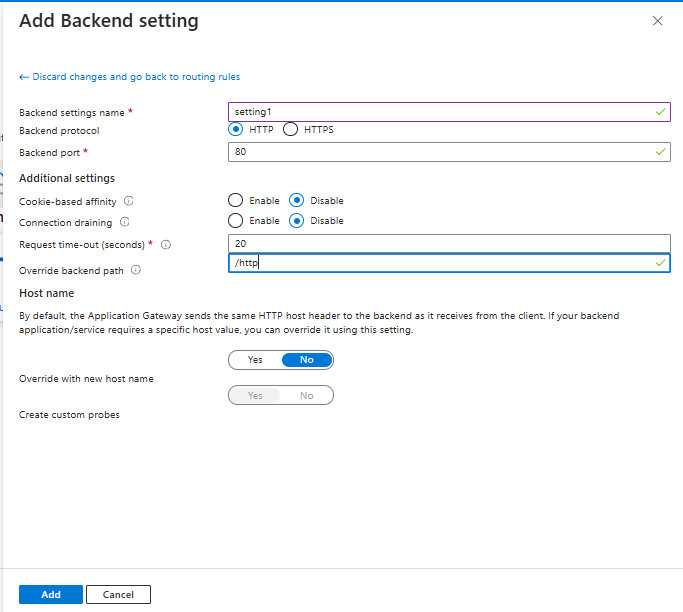 Add Backend setting
← Discard changes and go back to routing rules
Backend settings name *
setting1
Backend protocol
HTTP HTTPS
Backend port *
80
Additional settings
Cookie-based affinity
Enable Disable
Connection draining
Enable Disable
Request time-out (seconds) *
20
Override backend path
/http
Host name
By default, the Application Gateway sends the same HTTP host header to the backend as it receives from the client. If your backend
application/service requires a specific host value, you can override it using this setting.
Yes No
Override with new host name
Yes No
Create custom probes
Add Cancel